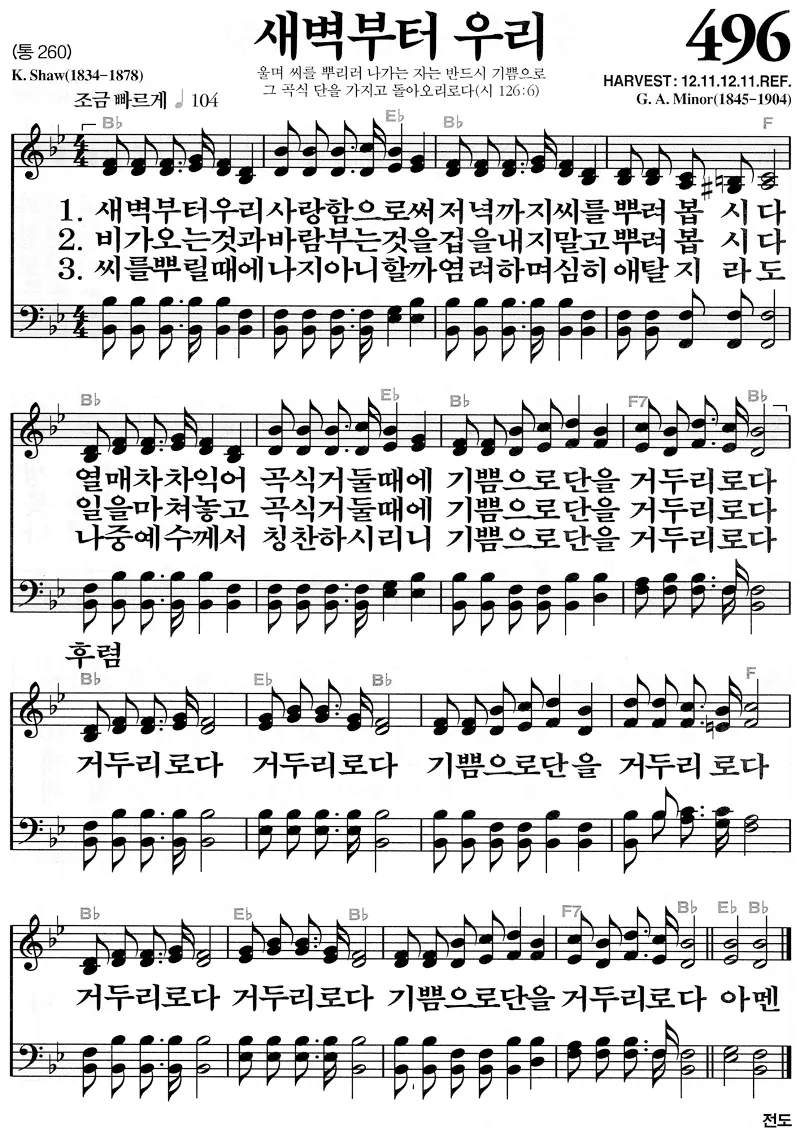 (통 260)
새벽부터 우리
496
K. Shaw(1834-1878)
울며 씨를 뿌리러 나가는 자는 반드시 기쁨으로
그 곡식 단을 가지고 돌아오리로다(시 126:6)
HARVEST : 12.11.12.11.REF.
G. A. Minor(1845-1904)
조금 빠르게 ♩ 104
B♭ E♭ B♭ F
1. 새벽부터우리사랑함으로써저녁까지씨를뿌려 봅 시다
2. 비가오는것과바람부는것을겁을내지말고뿌려 봅 시다
3. 씨를뿌릴때에나지아니할까염려하며심히애탈지 라도
B♭ E♭ B♭ F7 B♭
열매차차익어 곡식거둘때에 기쁨으로단을 거두리로다
일을마쳐놓고 곡식거둘때에 기쁨으로단을 거두리로다
나중예수께서 칭찬하시리니 기쁨으로단을 거두리로다
후렴
B♭ E♭ B♭ F
거두리로다 거두리로다 기쁨으로단을 거두리 로다
B♭ E♭ B♭ F7 B♭ E♭ B♭
거두리로다 거두리로다 기쁨으로단을 거두리로다 아멘
전도